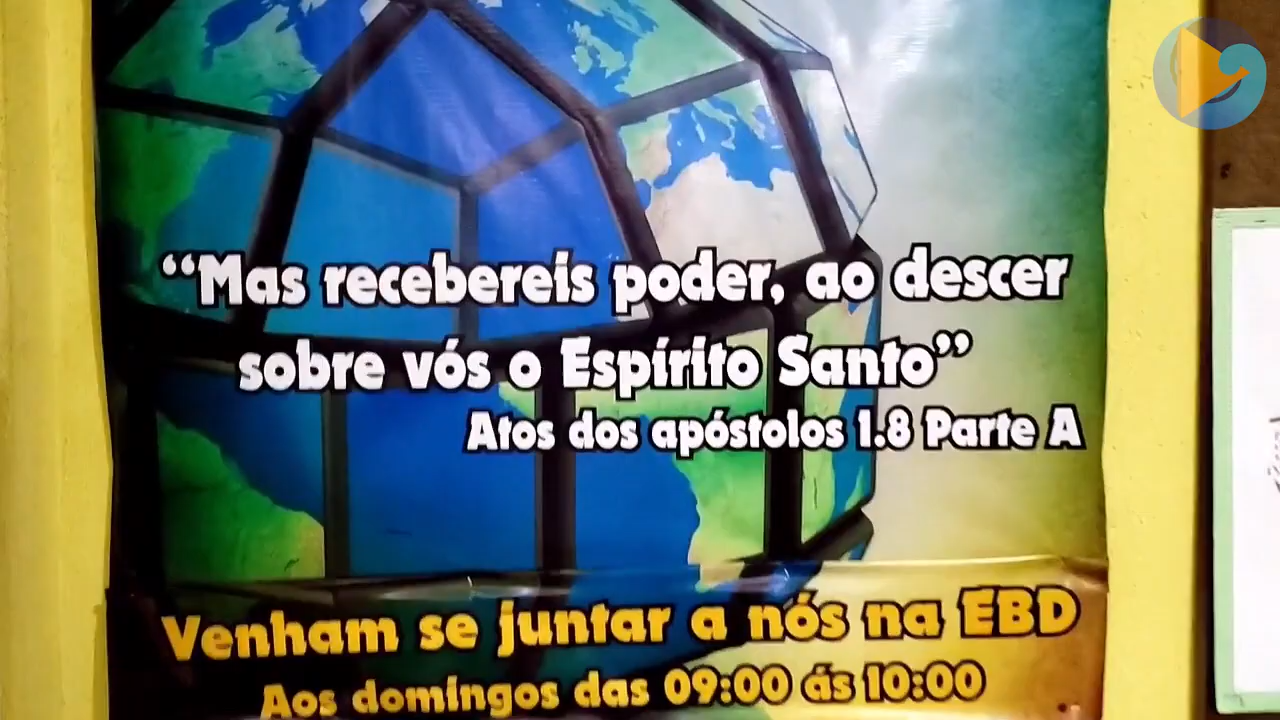 “Mas recebereis poder, ao descer
sobre vós o Espírito Santo”
Atos dos apóstolos 1.8 Parte A
Venham se juntar a nós na EBD
Aos domingos das 09:00 ás 10:00